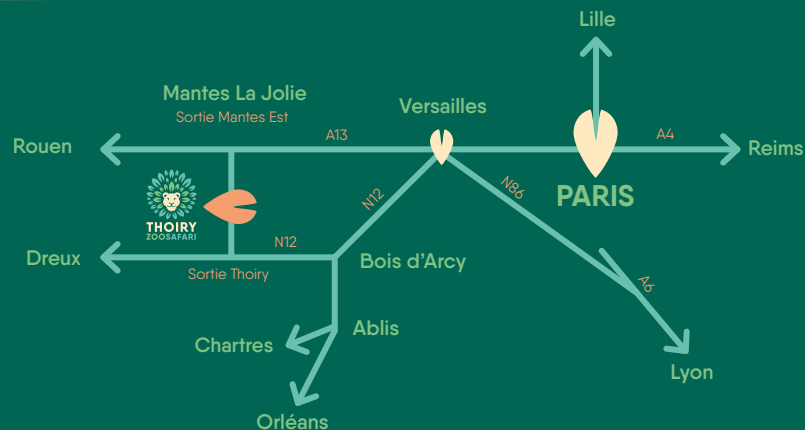 Lille
Mantes La Jolie
Sortie Mantes Est
Versailles
Rouen
A13
A4
Reims
PARIS
THOIRY
ZOOSAFARI
N12
N86
N12
Dreux
Sortie Thoiry
Bois d'Arcy
A6
Ablis
Chartres
Lyon
Orléans